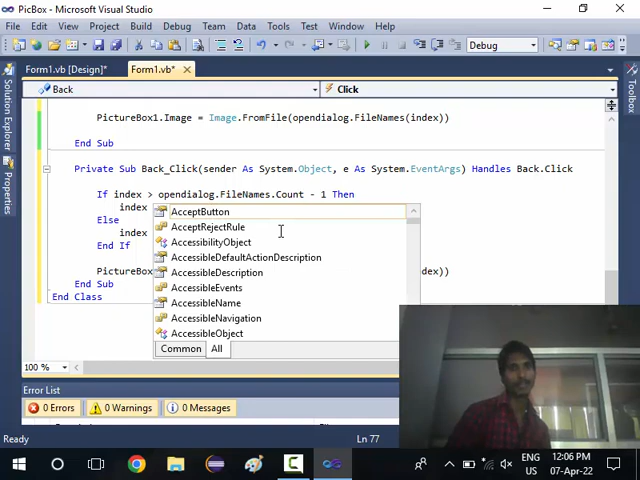 PicBox - Microsoft Visual Studio
File Edit View Project Build Debug Team Data Tools Test Window Help
Debug
Form1.vb [Design]* Form1.vb*
Back Click
Solution Explorer
Properties
Toolbox
PictureBox1.Image = Image.FromFile(opendialog.FileNames(index))
End Sub
Private Sub Back_Click(sender As System.Object, e As System.EventArgs) Handles Back.Click
If index > opendialog.FileNames.Count - 1 Then
index
Else
index
End If
PictureBo dex))
End Sub
End Class
AcceptButton
AcceptRejectRule
AccessibilityObject
AccessibleDefaultActionDescription
AccessibleDescription
AccessibleEvents
AccessibleName
AccessibleNavigation
AccessibleObject
Common All
100 %
Error List
0 Errors 0 Warnings 0 Messages
Ready Ln 77
ENG
US
12:06 PM
07-Apr-22